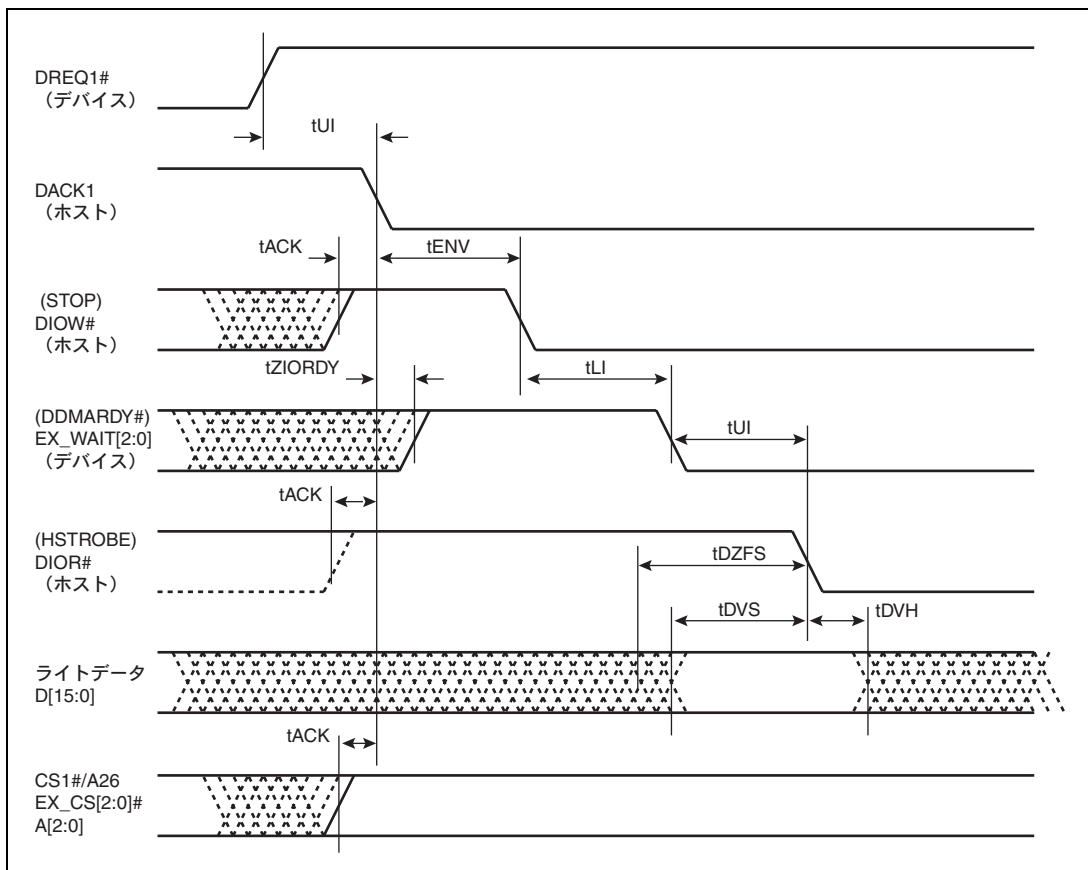 DREQ1#
（デバイス）
tUI
DACK1
（ホスト）
tACK
tENV
(STOP)
DIOW#
（ホスト）
tZIORDY
tLI
(DDMARDY#)
EX_WAIT[2:0]
（デバイス）
tUI
tACK
(HSTROBE)
DIOR#
（ホスト）
tDZFS
tDVS
tDVH
ライトデータ
D[15:0]
tACK
CS1#/A26
EX_CS[2:0]#
A[2:0]